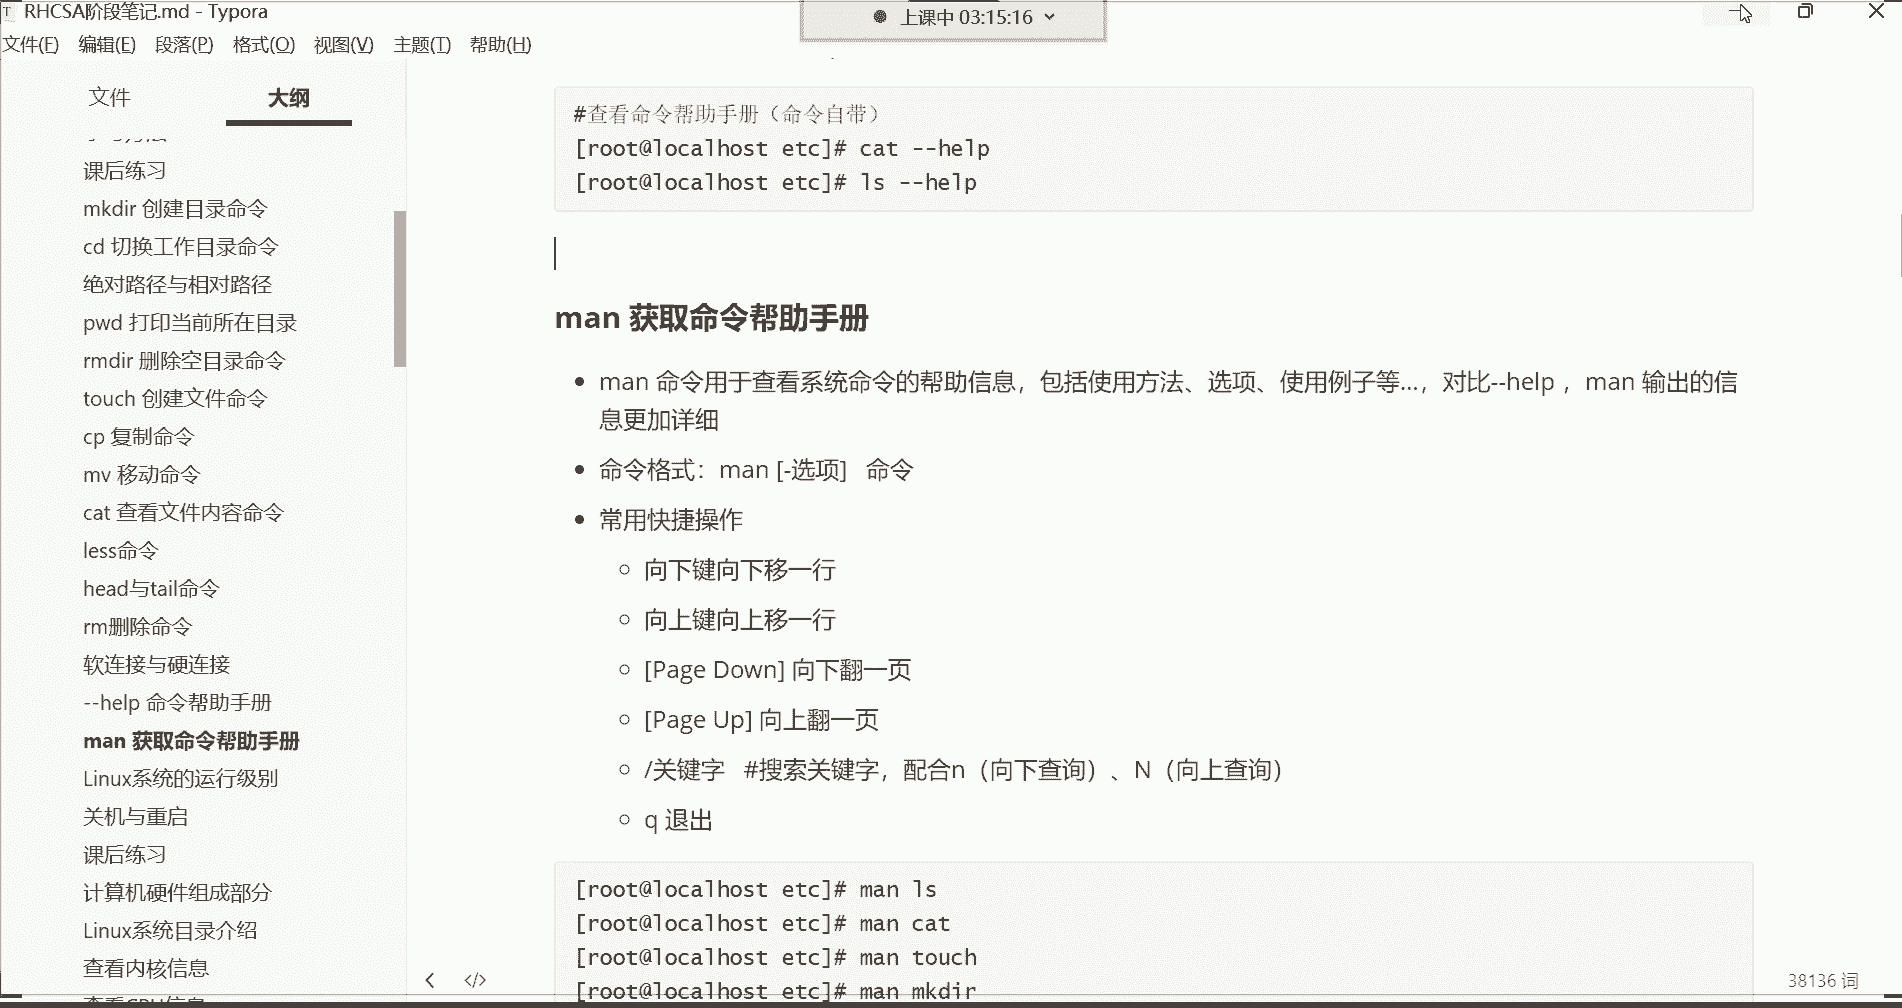 RHCSA阶段笔记.md - Typora
上课中 03:15:16
文件(F) 编辑(E) 段落(P) 格式(O) 视图(V) 主题(T) 帮助(H)
文件 大纲
课后练习
mkdir 创建目录命令
cd 切换工作目录命令
绝对路径与相对路径
pwd 打印当前所在目录
rmdir 删除空目录命令
touch 创建文件命令
cp 复制命令
mv 移动命令
cat 查看文件内容命令
less命令
head与tail命令
rm删除命令
软连接与硬连接
--help 命令帮助手册
man 获取命令帮助手册
Linux系统的运行级别
关机与重启
课后练习
计算机硬件组成部分
Linux系统目录介绍
查看内核信息
查看CPU信息
#查看命令帮助手册（命令自带）
[root@localhost etc]# cat --help
[root@localhost etc]# ls --help
man 获取命令帮助手册
man 命令用于查看系统命令的帮助信息，包括使用方法、选项、使用例子等...，对比--help ，man 输出的信
息更加详细
命令格式：man [-选项] 命令
常用快捷操作
向下键向下移一行
向上键向上移一行
[Page Down] 向下翻一页
[Page Up] 向上翻一页
/关键字 #搜索关键字，配合n（向下查询）、N（向上查询）
q 退出
[root@localhost etc]# man ls
[root@localhost etc]# man cat
[root@localhost etc]# man touch
[root@localhost etc]# man mkdir
38136 词